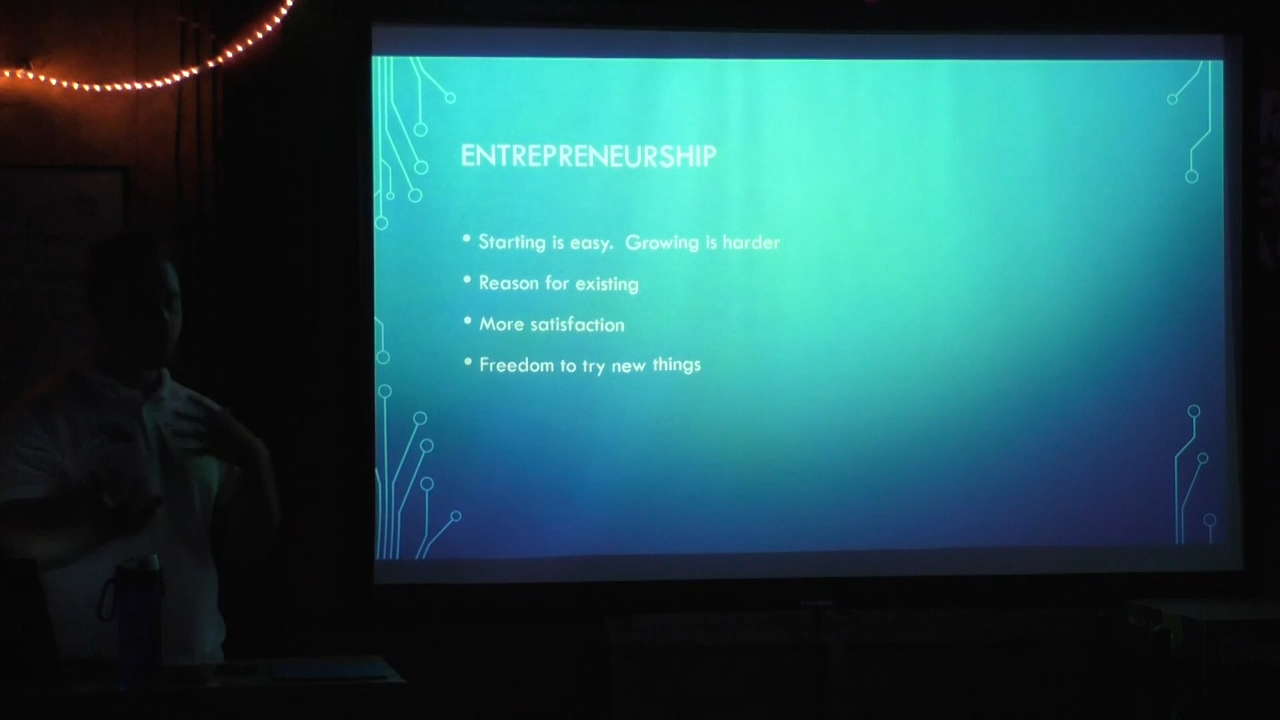 ENTREPRENEURSHIP
• Starting is easy.  Growing is harder
• Reason for existing
• More satisfaction
• Freedom to try new things